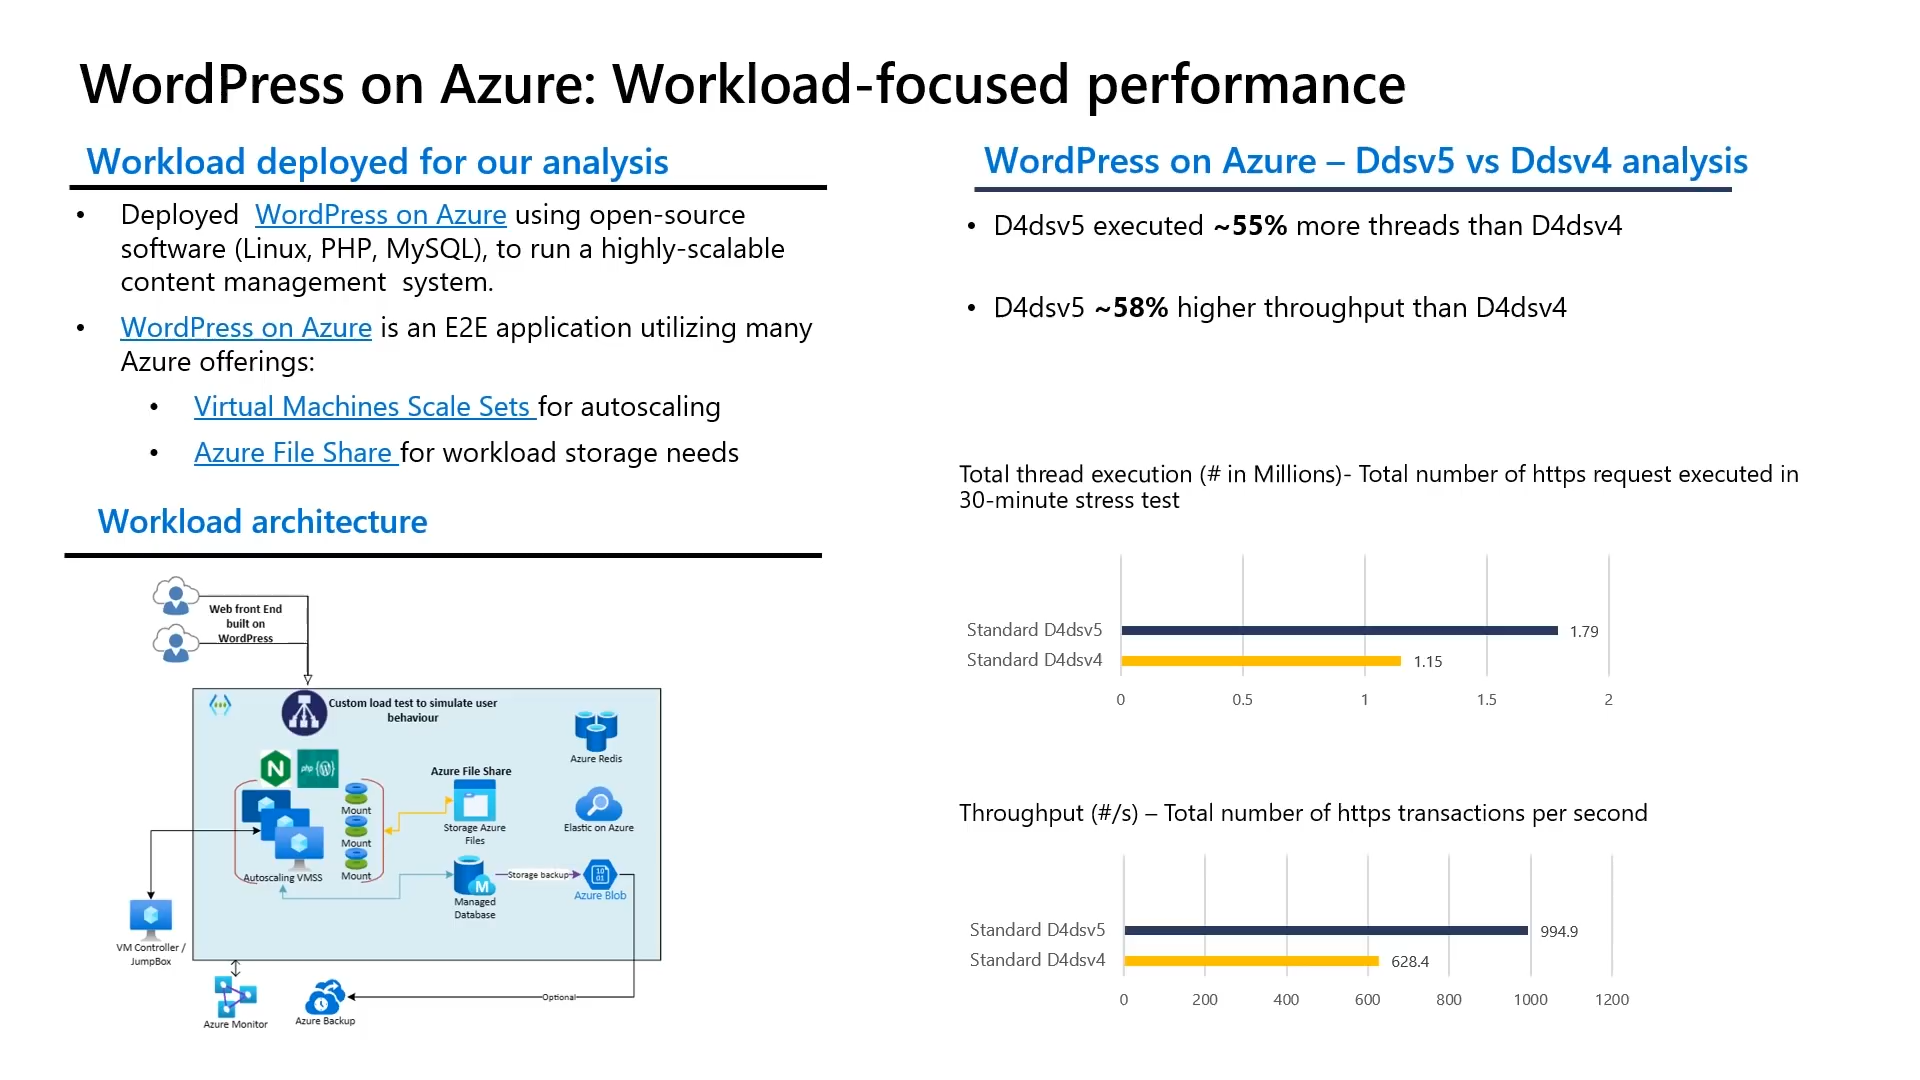 WordPress on Azure: Workload-focused performance
Workload deployed for our analysis
• Deployed WordPress on Azure using open-source
software (Linux, PHP, MySQL), to run a highly-scalable
content management system.
• WordPress on Azure is an E2E application utilizing many
Azure offerings:
• Virtual Machines Scale Sets for autoscaling
• Azure File Share for workload storage needs
Workload architecture
Web front End
built on
WordPress
Custom load test to simulate user
behaviour
Azure Redis
N
php
Azure File Share
Mount
Mount
Mount
Storage Azure
Files
Elastic on Azure
Autoscaling VMSS
M
Managed
Database
Storage backup
10
01
Azure Blob
VM Controller /
JumpBox
Optional
Azure Monitor
Azure Backup
WordPress on Azure – Ddsv5 vs Ddsv4 analysis
• D4dsv5 executed ~55% more threads than D4dsv4
• D4dsv5 ~58% higher throughput than D4dsv4
Total thread execution (# in Millions)- Total number of https request executed in
30-minute stress test
Standard D4dsv5 1.79
Standard D4dsv4 1.15
0 0.5 1 1.5 2
Throughput (#/s) – Total number of https transactions per second
Standard D4dsv5 994.9
Standard D4dsv4 628.4
0 200 400 600 800 1000 1200